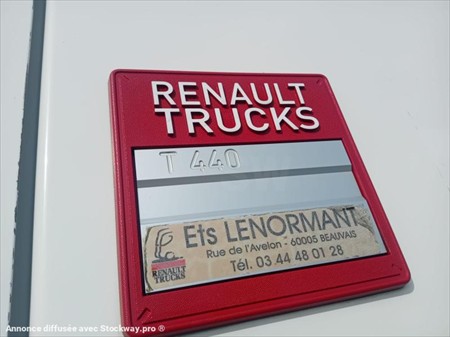 RENAULT
TRUCKS
T 440
Ets LENORMANT
Rue de l'Avelon - 60005 BEAUVAIS
Tél. 03 44 48 01 28
RENAULT
TRUCKS
Annonce diffusée avec Stockway.pro ®